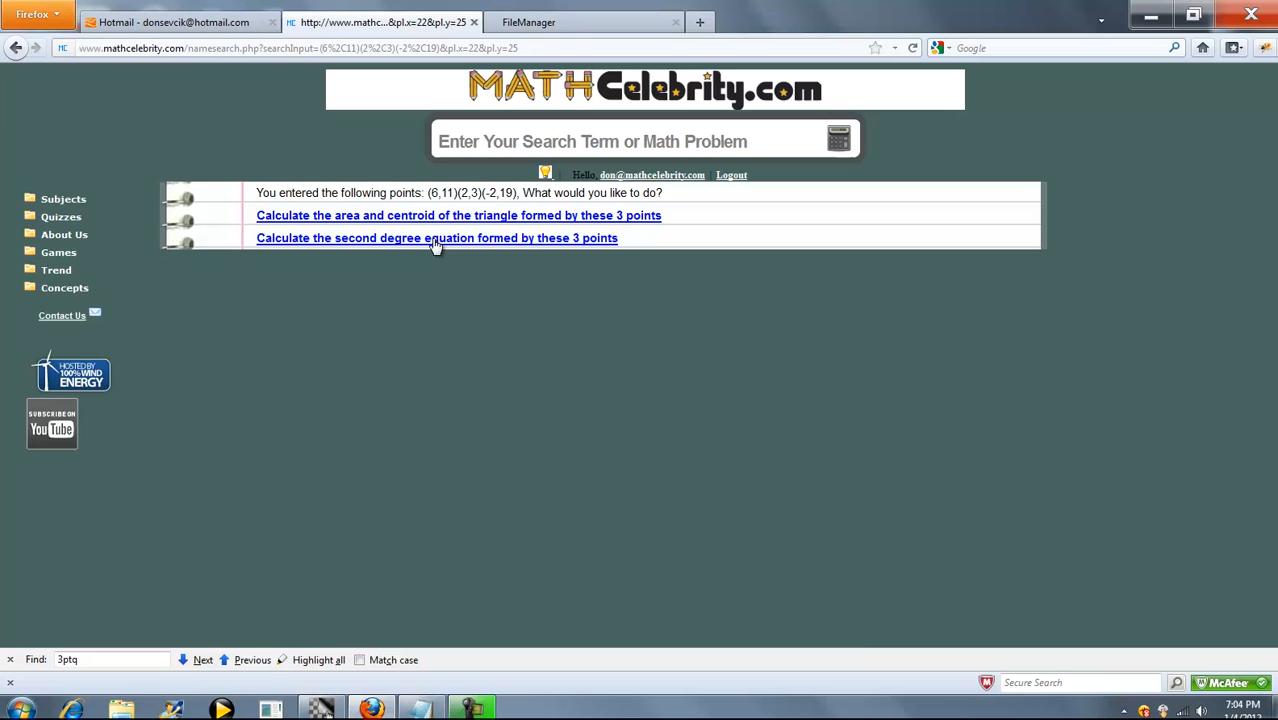 Firefox
Hotmail - donsevcik@hotmail.com
http://www.mathc...&pl.x=22&pl.y=25
FileManager
www.mathcelebrity.com/namesearch.php?searchInput=(6%2C11)(2%2C3)(-2%2C19)&pl.x=22&pl.y=25
Google
MATHCelebrity.com
Enter Your Search Term or Math Problem
Hello, don@mathcelebrity.com | Logout
Subjects
Quizzes
About Us
Games
Trend
Concepts
Contact Us
HOSTED BY
100% WIND
ENERGY
SUBSCRIBE ON
YouTube
You entered the following points: (6,11)(2,3)(-2,19), What would you like to do?
Calculate the area and centroid of the triangle formed by these 3 points
Calculate the second degree equation formed by these 3 points
Find: 3ptq Next Previous Highlight all Match case
Secure Search
McAfee
7:04 PM